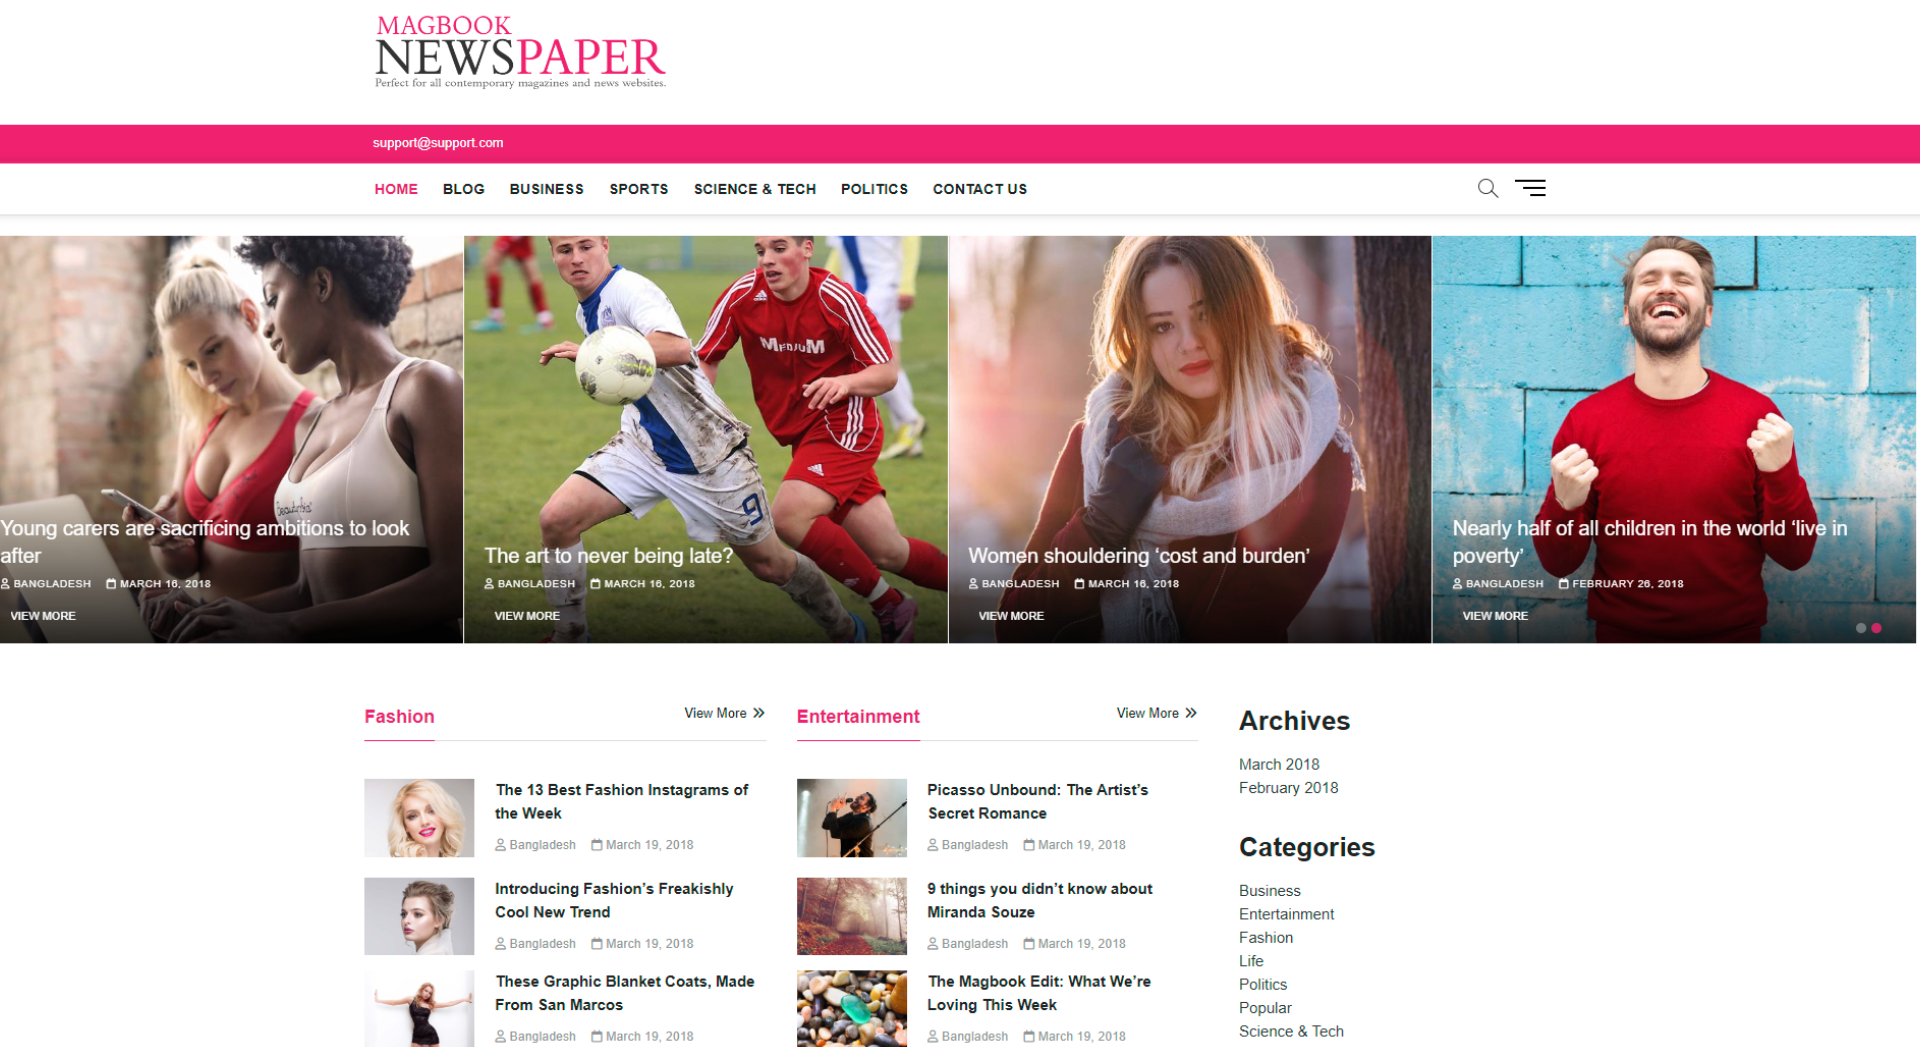 MAGBOOK
NEWSPAPER
Perfect for all contemporary magazines and news websites.
support@support.com
HOME BLOG BUSINESS SPORTS SCIENCE & TECH POLITICS CONTACT US
Young carers are sacrificing ambitions to look
after
BANGLADESH MARCH 16, 2018
VIEW MORE
MEDIUM
9
The art to never being late?
BANGLADESH MARCH 16, 2018
VIEW MORE
Women shouldering ‘cost and burden’
BANGLADESH MARCH 16, 2018
VIEW MORE
Nearly half of all children in the world ‘live in
poverty’
BANGLADESH FEBRUARY 26, 2018
VIEW MORE
Fashion
View More
The 13 Best Fashion Instagrams of
the Week
Bangladesh March 19, 2018
Introducing Fashion’s Freakishly
Cool New Trend
Bangladesh March 19, 2018
These Graphic Blanket Coats, Made
From San Marcos
Bangladesh March 19, 2018
Entertainment
View More
Picasso Unbound: The Artist’s
Secret Romance
Bangladesh March 19, 2018
9 things you didn’t know about
Miranda Souze
Bangladesh March 19, 2018
The Magbook Edit: What We’re
Loving This Week
Bangladesh March 19, 2018
Archives
March 2018
February 2018
Categories
Business
Entertainment
Fashion
Life
Politics
Popular
Science & Tech